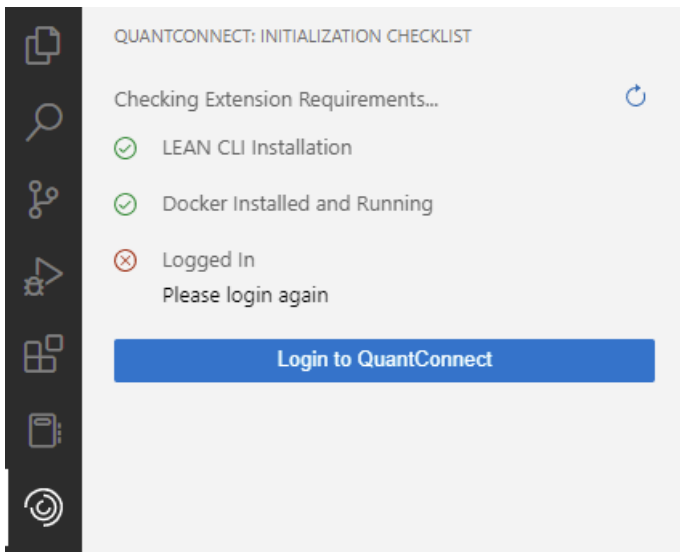 QUANTCONNECT: INITIALIZATION CHECKLIST
Checking Extension Requirements...
LEAN CLI Installation
Docker Installed and Running
Logged In
Please login again
Login to QuantConnect